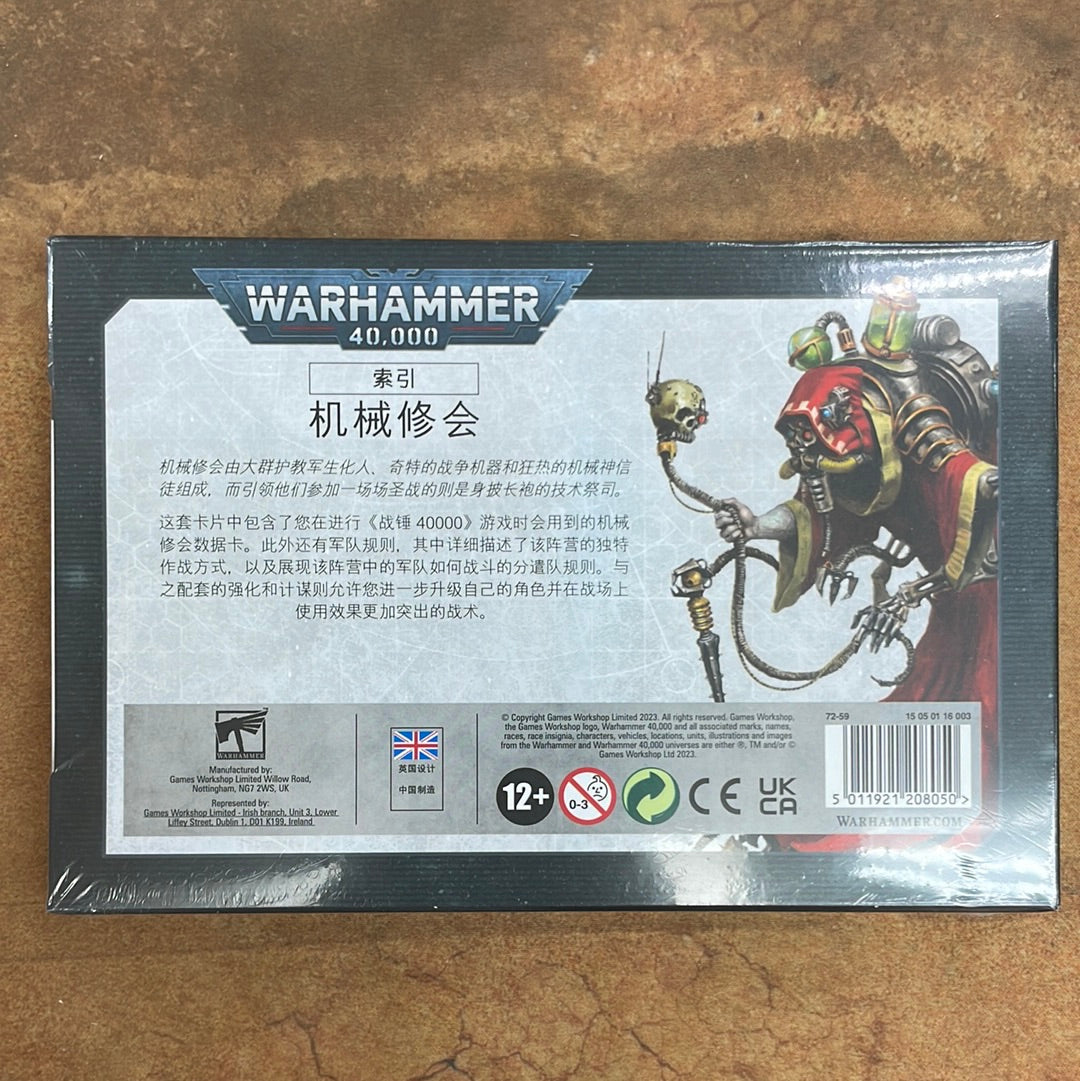 WARHAMMER
40,000
索引
机械修会
机械修会由大群护教军生化人、奇特的战争机器和狂热的机械神信
徒组成，而引领他们参加一场场圣战的则是身披长袍的技术祭司。
这套卡片中包含了您在进行《战锤 40000》游戏时会用到的机械
修会数据卡。此外还有军队规则，其中详细描述了该阵营的独特
作战方式，以及展现该阵营中的军队如何战斗的分遣队规则。与
之配套的强化和计谋则允许您进一步升级自己的角色并在战场上
使用效果更加突出的战术。
WARHAMMER
Manufactured by:
Games Workshop Limited Willow Road,
Nottingham, NG7 2WS, UK
Represented by:
Games Workshop Limited - Irish branch, Unit 3, Lower
Liffey Street, Dublin 1, D01 K199, Ireland
英国设计
中国制造
© Copyright Games Workshop Limited 2023. All rights reserved. Games Workshop,
the Games Workshop logo, Warhammer 40,000 and all associated marks, names,
races, race insignia, characters, vehicles, locations, units, illustrations and images
from the Warhammer and Warhammer 40,000 universes are either ®, TM and/or ©
Games Workshop Ltd 2023.
12+
0-3
CE
UK
CA
72-59
15 05 01 16 003
5 011921 208050 >
WARHAMMER.COM